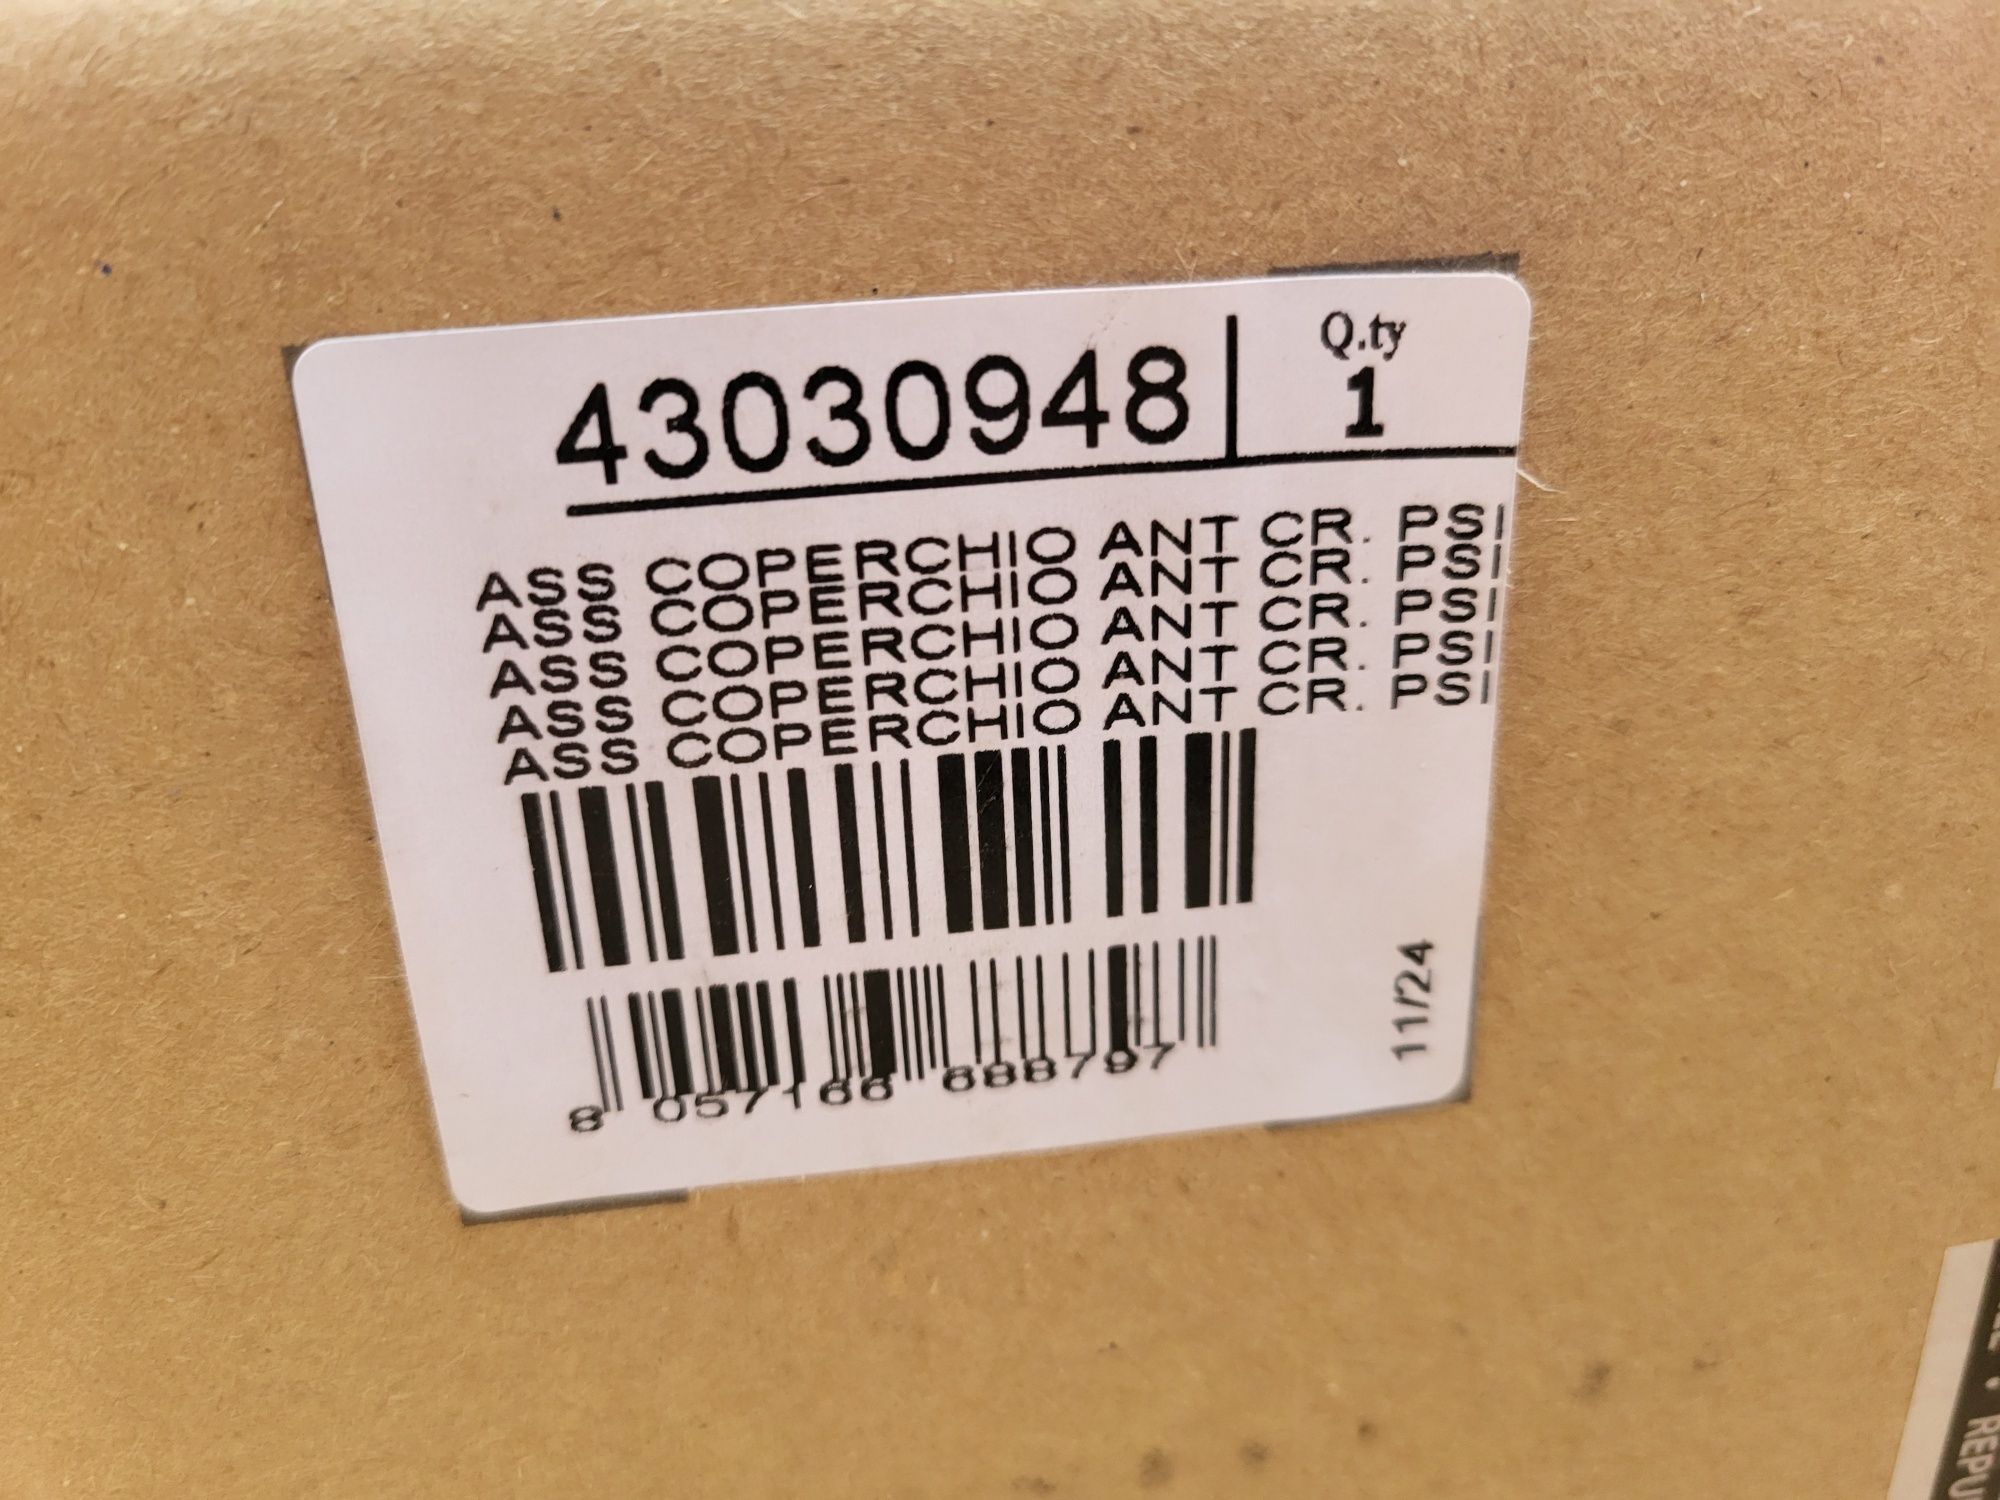 43030948
Q.ty
1
ASS COPERCHIO ANT CR. PSI
ASS COPERCHIO ANT CR. PSI
ASS COPERCHIO ANT CR. PSI
ASS COPERCHIO ANT CR. PSI
ASS COPERCHIO ANT CR. PSI
8 057166 688797
11/24